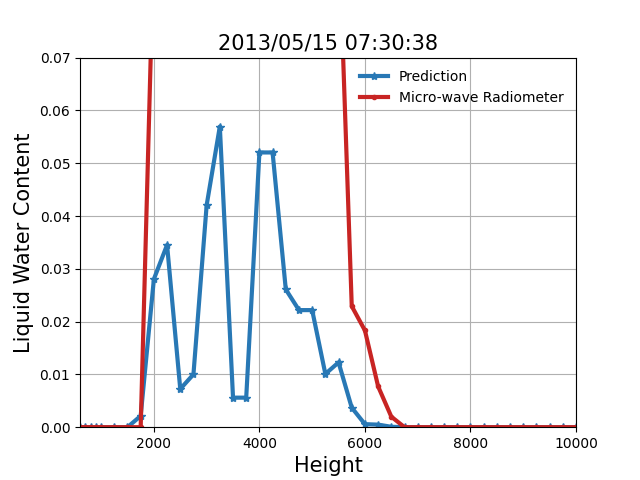 2013/05/15 07:30:38
0.07
0.06
0.05
0.04
0.03
0.02
0.01
0.00
Liquid Water Content
Prediction
Micro-wave Radiometer
2000 4000 6000 8000 10000
Height